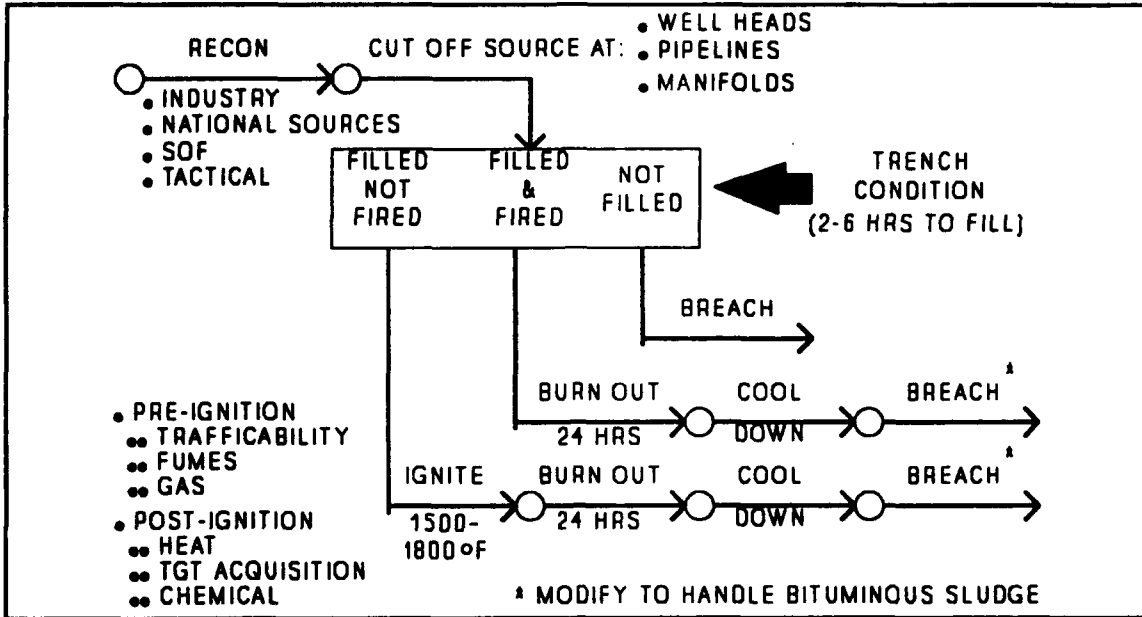 RECON
CUT OFF SOURCE AT:
• WELL HEADS
• PIPELINES
• MANIFOLDS
• INDUSTRY
• NATIONAL SOURCES
• SOF
• TACTICAL
FILLED
NOT
FIRED
FILLED
&
FIRED
NOT
FILLED
TRENCH
CONDITION
(2-6 HRS TO FILL)
BREACH
BURN OUT
24 HRS
COOL
DOWN
BREACH *
IGNITE
1500-
1800°F
BURN OUT
24 HRS
COOL
DOWN
BREACH *
• PRE-IGNITION
•• TRAFFICABILITY
•• FUMES
•• GAS
• POST-IGNITION
•• HEAT
•• TGT ACQUISITION
•• CHEMICAL
* MODIFY TO HANDLE BITUMINOUS SLUDGE